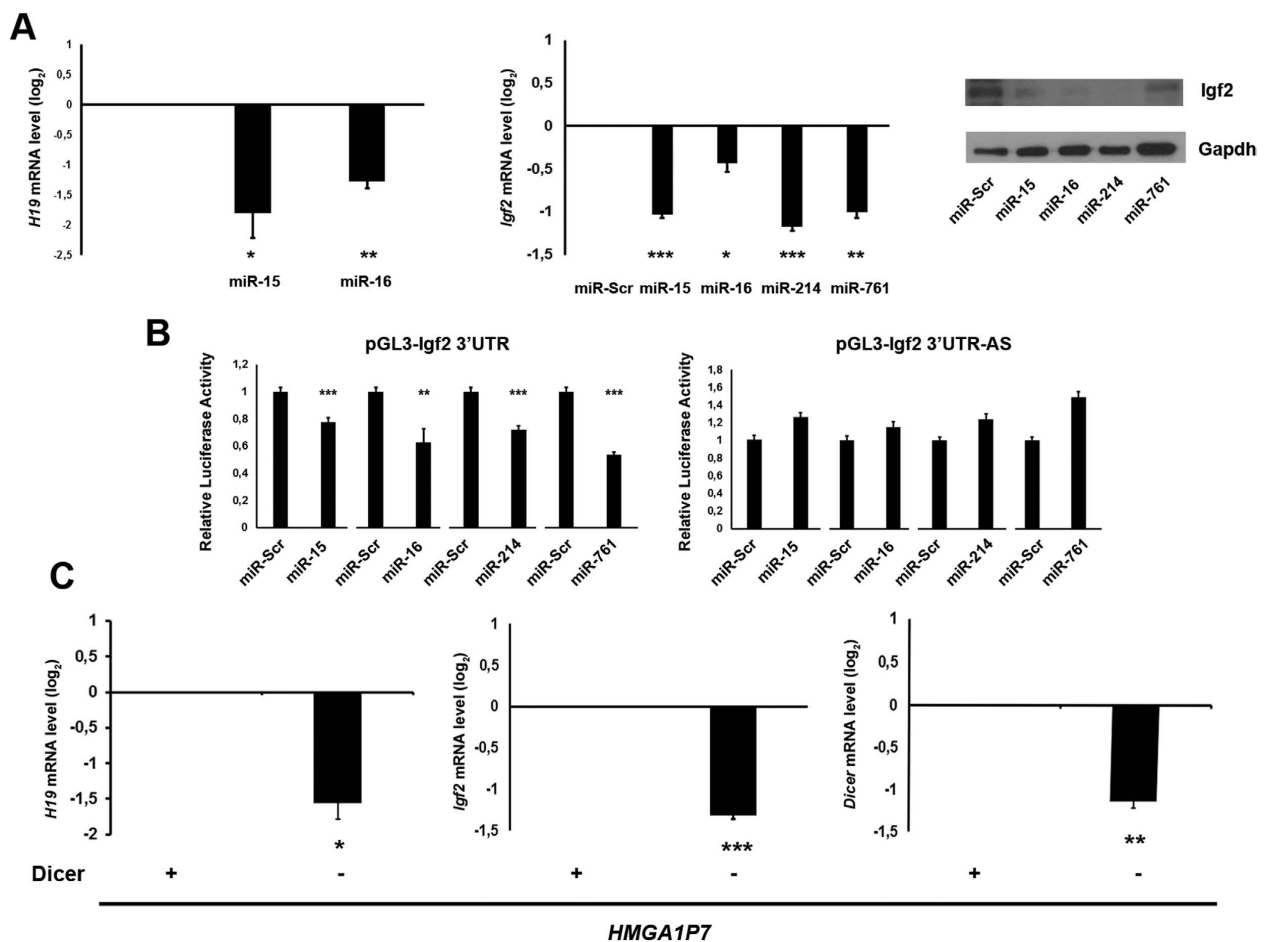 A
H19 mRNA level (log2)
1
0,5
0
-0,5
-1
-1,5
-2
-2,5
* **
miR-15 miR-16
Igf2 mRNA level (log2)
1
0,5
0
-0,5
-1
-1,5
*** * *** **
miR-Scr miR-15 miR-16 miR-214 miR-761
Igf2
Gapdh
miR-Scr miR-15 miR-16 miR-214 miR-761
B
pGL3-Igf2 3’UTR
Relative Luciferase Activity
1,2
1
0,8
0,6
0,4
0,2
0
*** ** *** ***
miR-Scr miR-15 miR-Scr miR-16 miR-Scr miR-214 miR-Scr miR-761
pGL3-Igf2 3’UTR-AS
Relative Luciferase Activity
1,8
1,6
1,4
1,2
1
0,8
0,6
0,4
0,2
0
miR-Scr miR-15 miR-Scr miR-16 miR-Scr miR-214 miR-Scr miR-761
C
H19 mRNA level (log2)
1
0,5
0
-0,5
-1
-1,5
-2
*
Igf2 mRNA level (log2)
1
0,5
0
-0,5
-1
-1,5
***
Dicer mRNA level (log2)
1
0,5
0
-0,5
-1
-1,5
**
Dicer + - + - + -
HMGA1P7